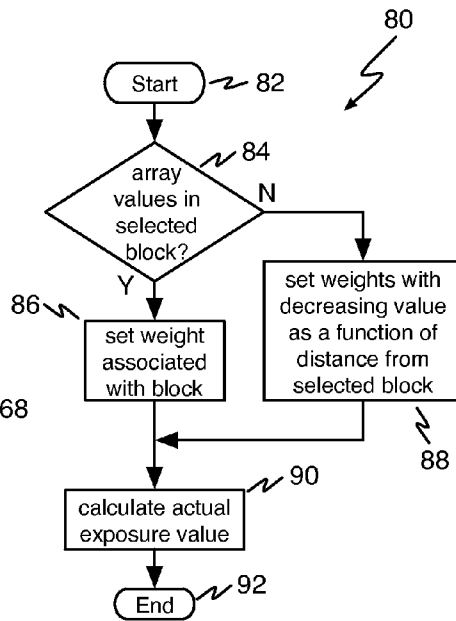 80
Start
82
84
array
values in
selected
block?
N
Y
86
set weight
associated
with block
set weights with
decreasing value
as a function of
distance from
selected block
68
88
90
calculate actual
exposure value
End
92